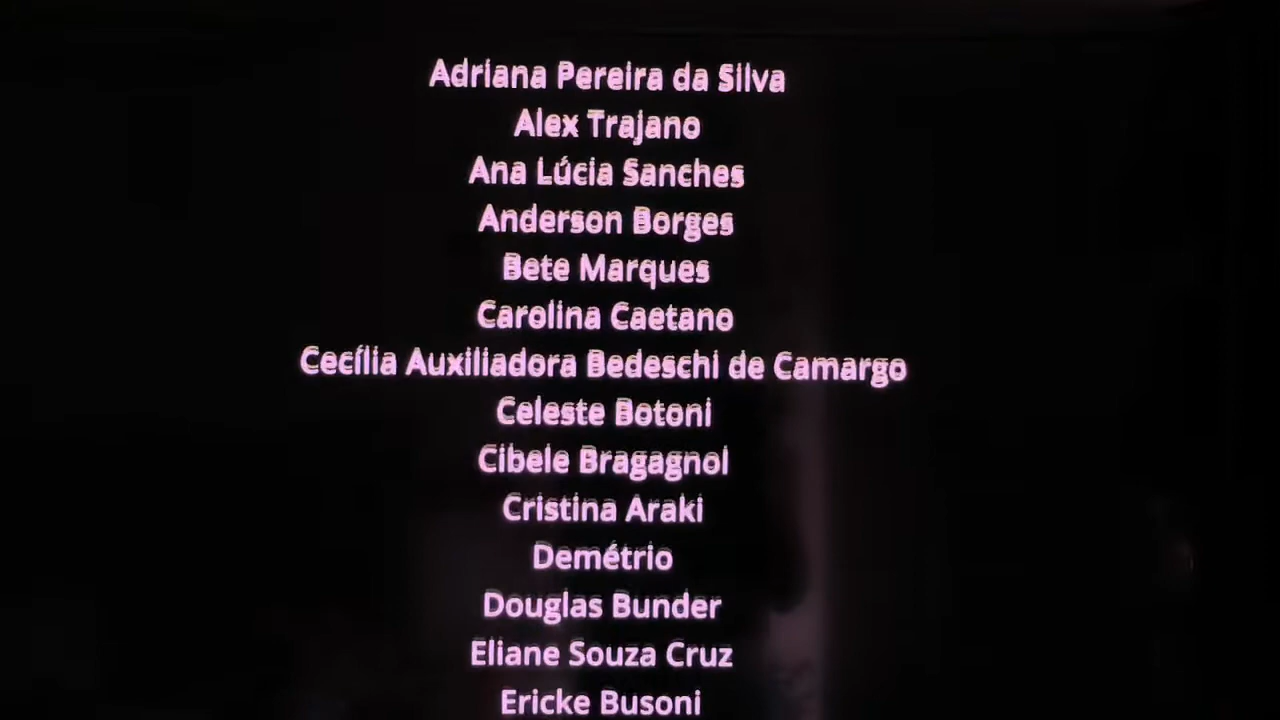 Adriana Pereira da Silva
Alex Trajano
Ana Lúcia Sanches
Anderson Borges
Bete Marques
Carolina Caetano
Cecília Auxiliadora Bedeschi de Camargo
Celeste Botoni
Cibele Bragagnol
Cristina Araki
Demétrio
Douglas Bunder
Eliane Souza Cruz
Ericke Busoni